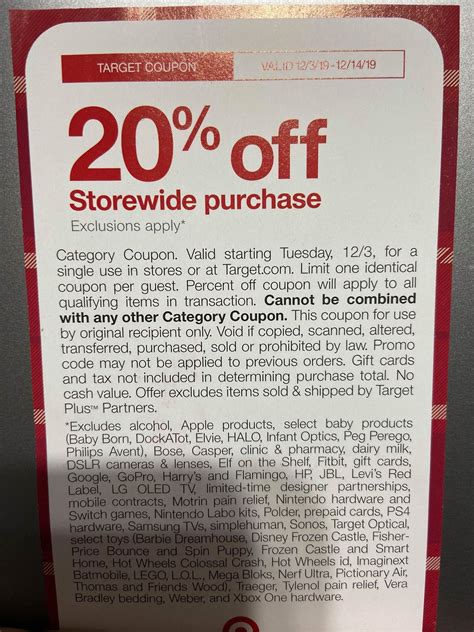 TARGET COUPON
VALID 12/3/19 - 12/14/19
20% off
Storewide purchase
Exclusions apply*
Category Coupon. Valid starting Tuesday, 12/3, for a
single use in stores or at Target.com. Limit one identical
coupon per guest. Percent off coupon will apply to all
qualifying items in transaction. Cannot be combined
with any other Category Coupon. This coupon for use
by original recipient only. Void if copied, scanned, altered,
transferred, purchased, sold or prohibited by law. Promo
code may not be applied to previous orders. Gift cards
and tax not included in determining purchase total. No
cash value. Offer excludes items sold & shipped by Target
Plus™ Partners.
*Excludes alcohol, Apple products, select baby products
(Baby Born, DockATot, Elvie, HALO, Infant Optics, Peg Perego,
Philips Avent), Bose, Casper, clinic & pharmacy, dairy milk,
DSLR cameras & lenses, Elf on the Shelf, Fitbit, gift cards,
Google, GoPro, Harry's and Flamingo, HP, JBL, Levi's Red
Label, LG OLED TV, limited-time designer partnerships,
mobile contracts, Motrin pain relief, Nintendo hardware and
Switch games, Nintendo Labo kits, Polder, prepaid cards, PS4
hardware, Samsung TVs, simplehuman, Sonos, Target Optical,
select toys (Barbie Dreamhouse, Disney Frozen Castle, Fisher-
Price Bounce and Spin Puppy, Frozen Castle and Smart
Home, Hot Wheels Colossal Crash, Hot Wheels id, Imaginext
Batmobile, LEGO, L.O.L., Mega Bloks, Nerf Ultra, Pictionary Air,
Thomas and Friends Wood), Traeger, Tylenol pain relief, Vera
Bradley bedding, Weber, and Xbox One hardware.